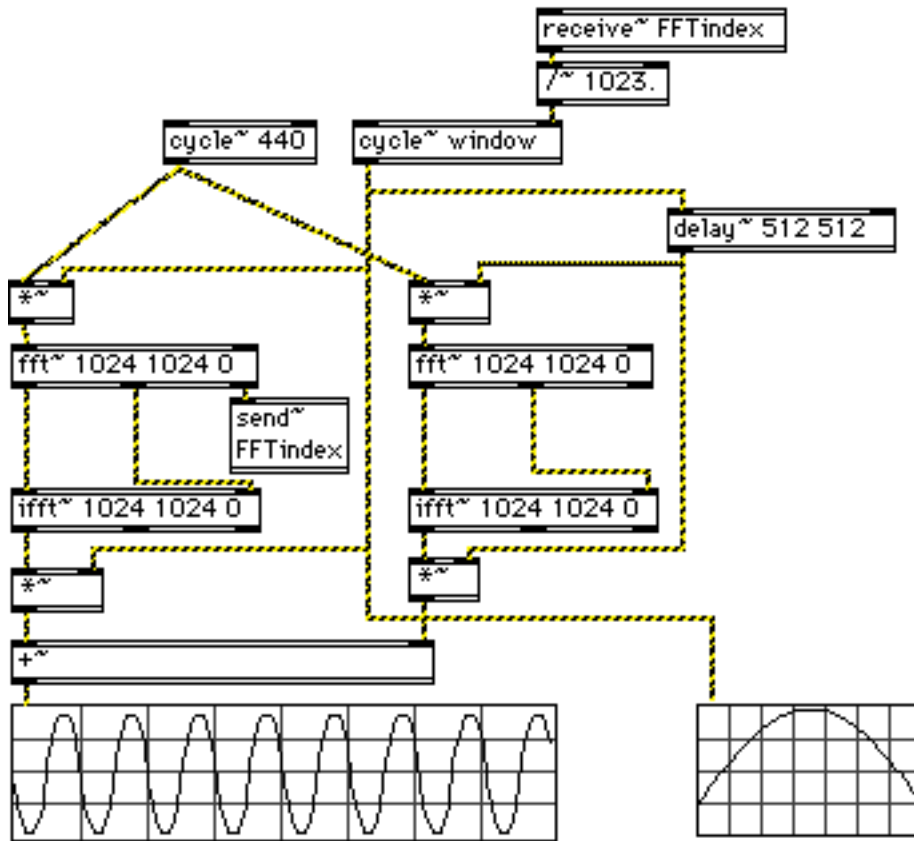 receive~ FFTindex
/~ 1023.
cycle~ 440
cycle~ window
delay~ 512 512
*~
*~
fft~ 1024 1024 0
fft~ 1024 1024 0
send~
FFTindex
ifft~ 1024 1024 0
ifft~ 1024 1024 0
*~
*~
+~